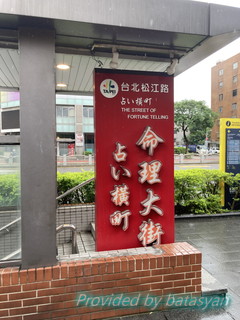 TAIPEI
台北松江路
占い横町
THE STREET OF
FORTUNE TELLING
命理大街
占い横町
Provided by batasyan